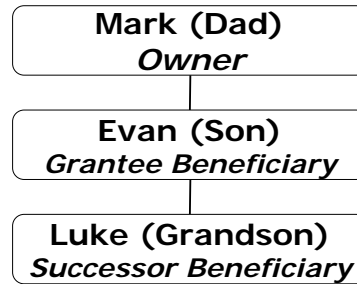 Mark (Dad)
Owner
Evan (Son)
Grantee Beneficiary
Luke (Grandson)
Successor Beneficiary